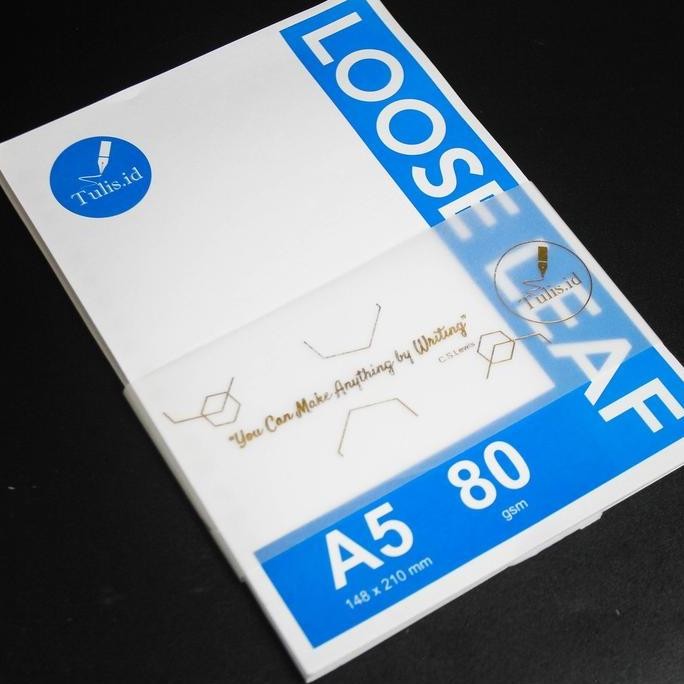 LOOSE LEAF
Tulis.id
Tulis.id
"You Can Make Anything by Writing"
C.S.Lewis
A5
148 x 210 mm
80
gsm